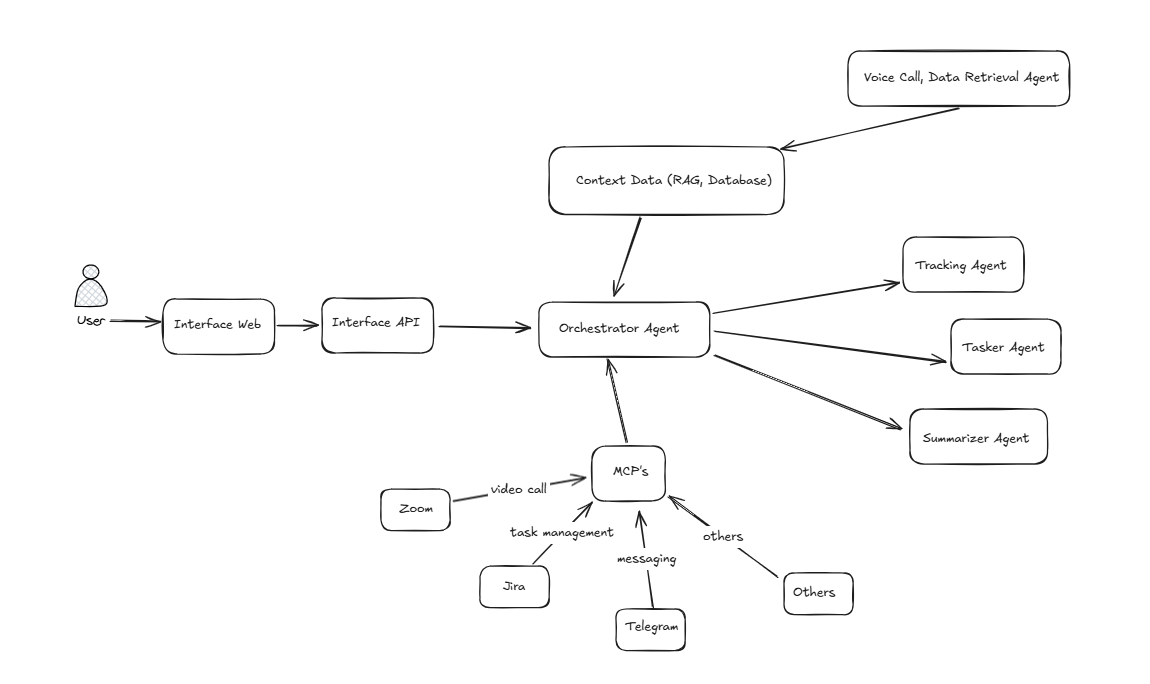 Voice Call, Data Retrieval Agent
Context Data (RAG, Database)
Tracking Agent
User
Interface Web
Interface API
Orchestrator Agent
Tasker Agent
Summarizer Agent
MCP's
video call
Zoom
task management
others
messaging
Jira
Others
Telegram